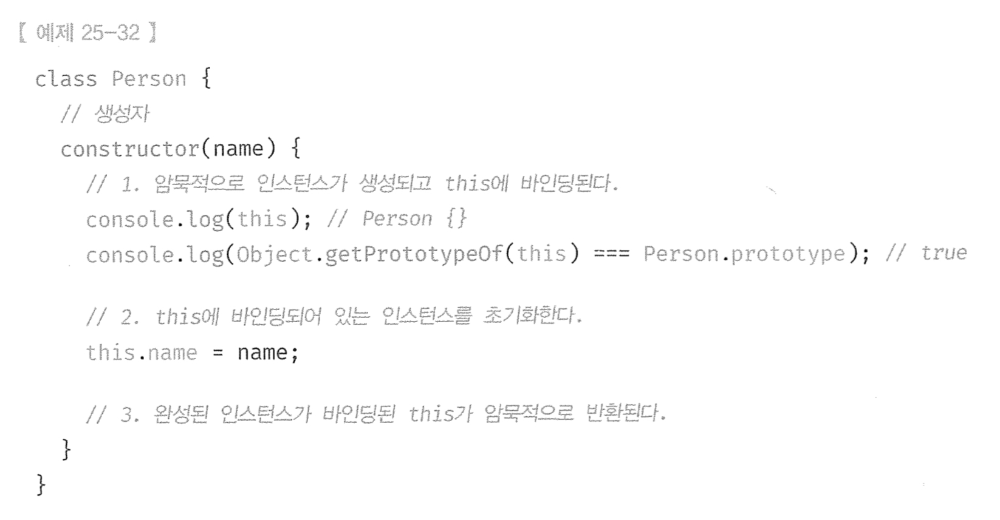 【 예제 25-32 】
class Person {
// 생성자
constructor(name) {
// 1. 암묵적으로 인스턴스가 생성되고 this에 바인딩된다.
console.log(this); // Person {}
console.log(Object.getPrototypeOf(this) === Person.prototype); // true
// 2. this에 바인딩되어 있는 인스턴스를 초기화한다.
this.name = name;
// 3. 완성된 인스턴스가 바인딩된 this가 암묵적으로 반환된다.
}
}